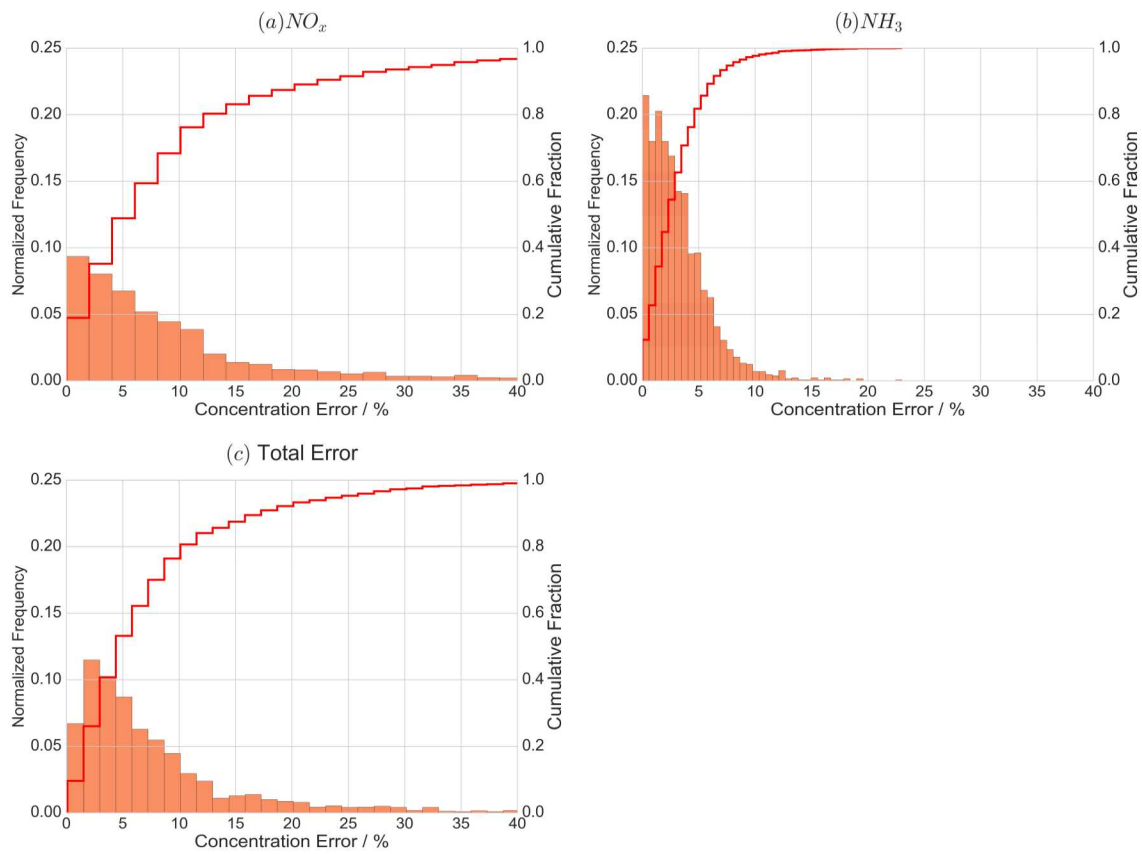 (a)NOₓ
0.25
0.20
0.15
0.10
0.05
0.00
Normalized Frequency
1.0
0.8
0.6
0.4
0.2
0.0
Cumulative Fraction
0 5 10 15 20 25 30 35 40
Concentration Error / %
(b)NH₃
0.25
0.20
0.15
0.10
0.05
0.00
Normalized Frequency
1.0
0.8
0.6
0.4
0.2
0.0
Cumulative Fraction
0 5 10 15 20 25 30 35 40
Concentration Error / %
(c) Total Error
0.25
0.20
0.15
0.10
0.05
0.00
Normalized Frequency
1.0
0.8
0.6
0.4
0.2
0.0
Cumulative Fraction
0 5 10 15 20 25 30 35 40
Concentration Error / %